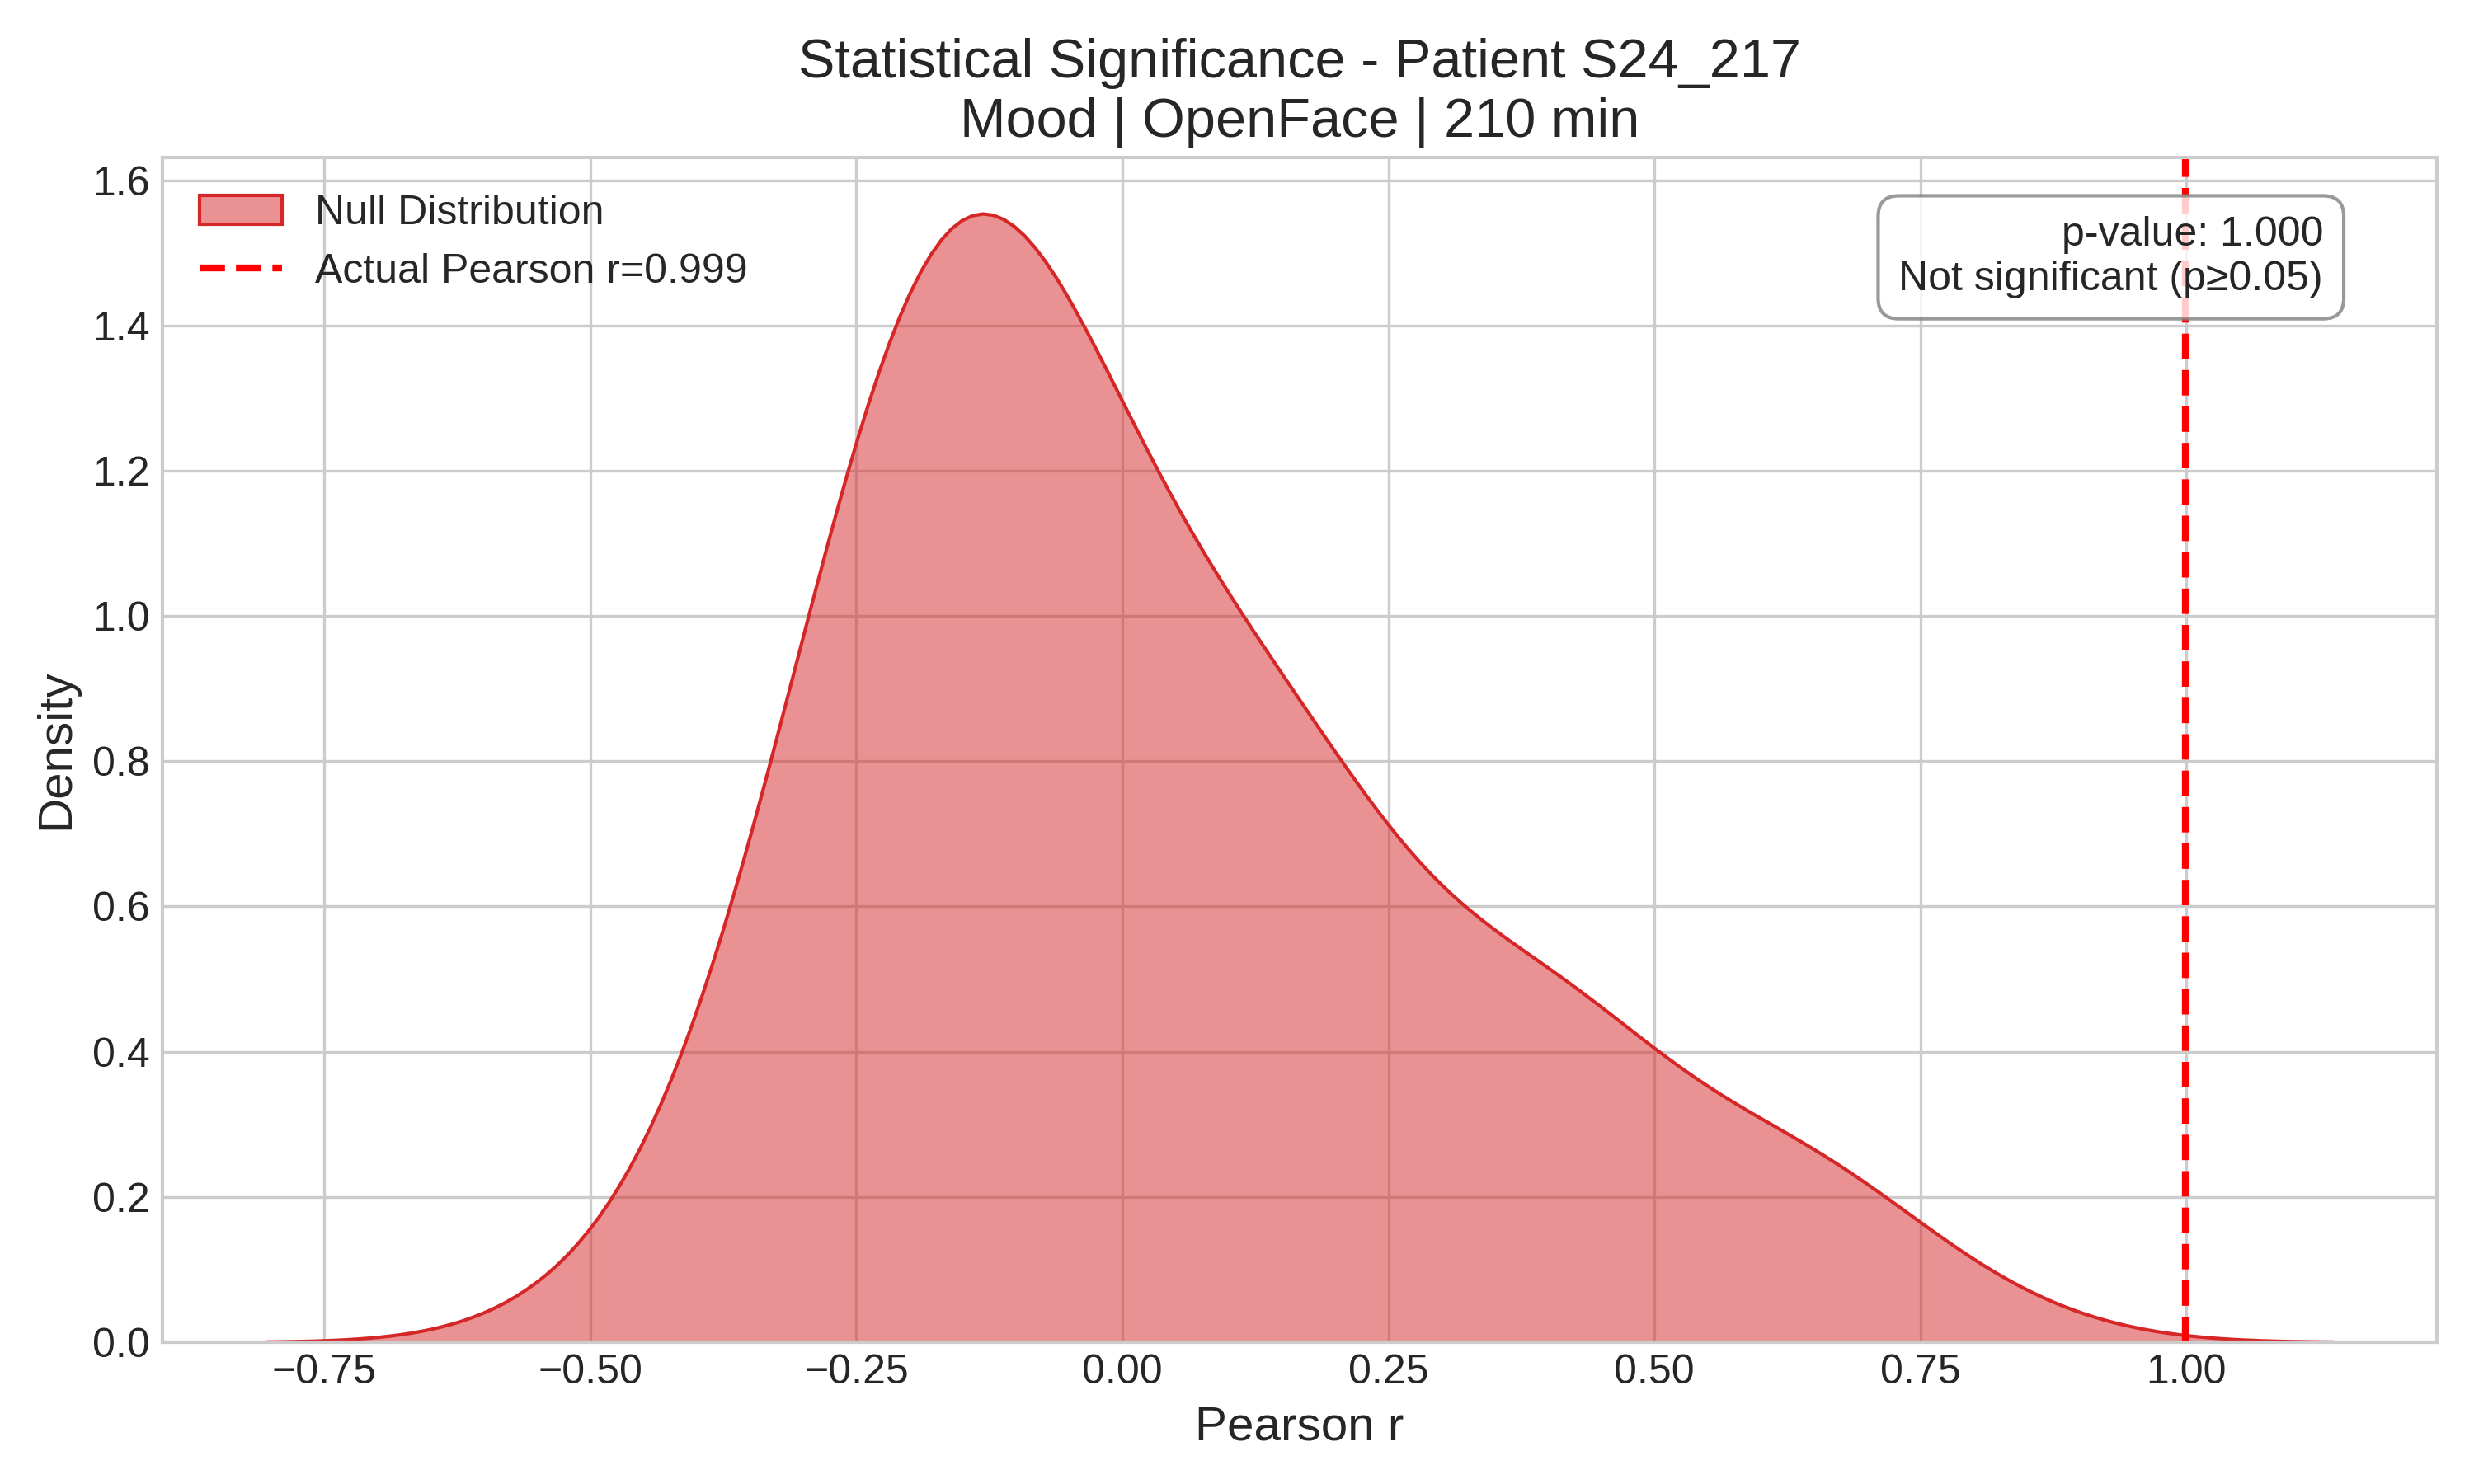 Statistical Significance - Patient S24_217
Mood | OpenFace | 210 min
Null Distribution
Actual Pearson r=0.999
p-value: 1.000
Not significant (p≥0.05)
Density
1.6
1.4
1.2
1.0
0.8
0.6
0.4
0.2
0.0
−0.75
−0.50
−0.25
0.00
0.25
0.50
0.75
1.00
Pearson r